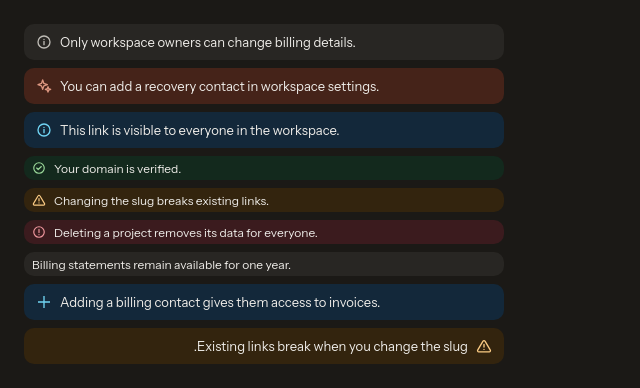 Only workspace owners can change billing details.
You can add a recovery contact in workspace settings.
This link is visible to everyone in the workspace.
Your domain is verified.
Changing the slug breaks existing links.
Deleting a project removes its data for everyone.
Billing statements remain available for one year.
Adding a billing contact gives them access to invoices.
.Existing links break when you change the slug